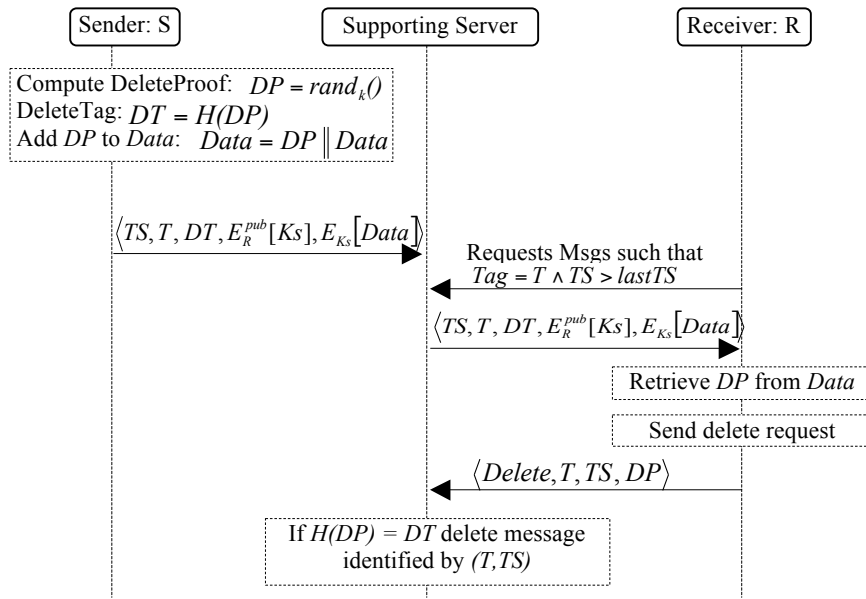 Sender: S
Supporting Server
Receiver: R
Compute DeleteProof: DP = rand_k()
DeleteTag: DT = H(DP)
Add DP to Data: Data = DP || Data
⟨TS, T, DT, E_R^pub[Ks], E_Ks[Data]⟩
Requests Msgs such that
Tag = T ∧ TS > lastTS
⟨TS, T, DT, E_R^pub[Ks], E_Ks[Data]⟩
Retrieve DP from Data
Send delete request
⟨Delete, T, TS, DP⟩
If H(DP) = DT delete message
identified by (T,TS)